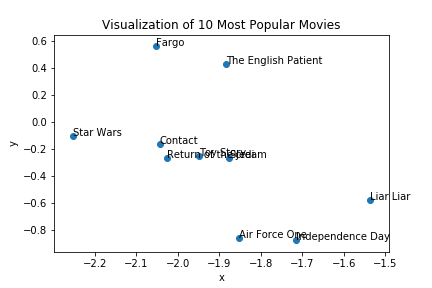 Visualization of 10 Most Popular Movies
0.6
0.4
0.2
0.0
−0.2
−0.4
−0.6
−0.8
y
Fargo
The English Patient
Star Wars
Contact
Toy Story
Return of the Jedi
Scream
Liar Liar
Air Force One
Independence Day
−2.2
−2.1
−2.0
−1.9
−1.8
−1.7
−1.6
−1.5
x